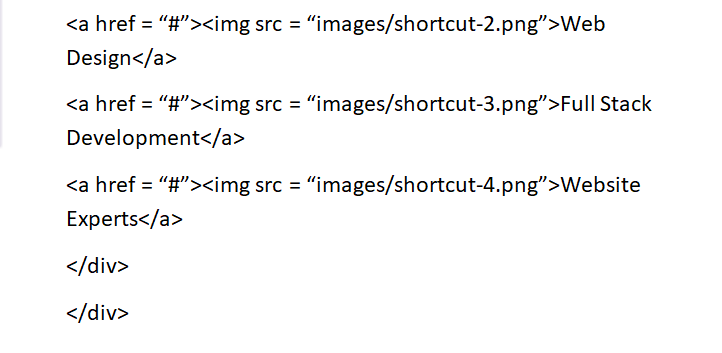 <a href = “#”><img src = “images/shortcut-2.png”>Web
Design</a>
<a href = “#”><img src = “images/shortcut-3.png”>Full Stack
Development</a>
<a href = “#”><img src = “images/shortcut-4.png”>Website
Experts</a>
</div>
</div>